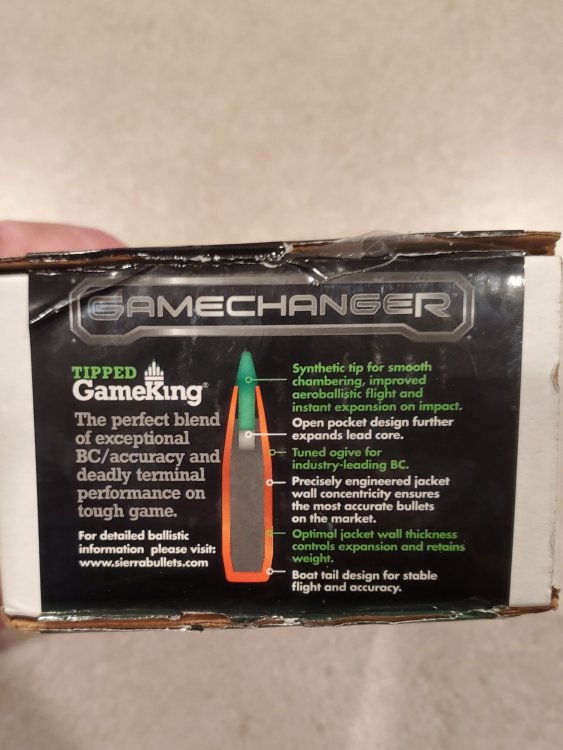 GAMECHANGER
TIPPED
GameKing®
The perfect blend
of exceptional
BC/accuracy and
deadly terminal
performance on
tough game.
For detailed ballistic
information please visit:
www.sierrabullets.com
Synthetic tip for smooth
chambering, improved
aeroballistic flight and
instant expansion on impact.
Open pocket design further
expands lead core.
Tuned ogive for
industry-leading BC.
Precisely engineered jacket
wall concentricity ensures
the most accurate bullets
on the market.
Optimal jacket wall thickness
controls expansion and retains
weight.
Boat tail design for stable
flight and accuracy.